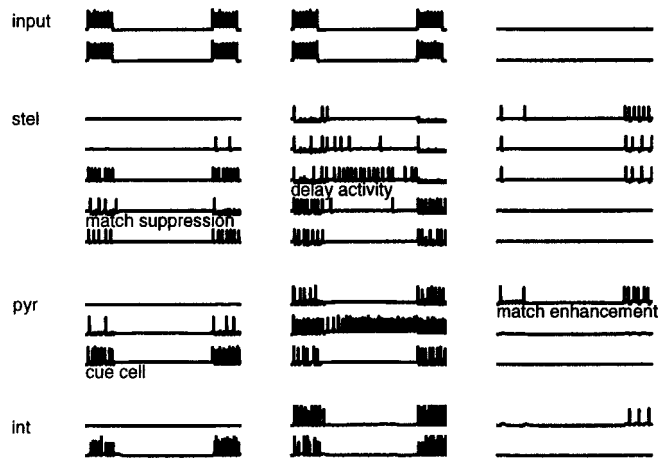 input
stel
delay activity
match suppression
pyr
match enhancement
cue cell
int